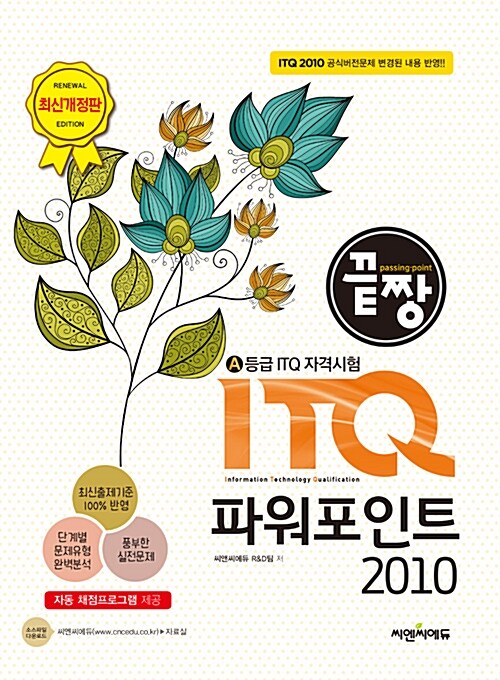 ITQ 2010 공식버전문제 변경된 내용 반영!!
RENEWAL
최신개정판
EDITION
끝짱
passing-point
A등급 ITQ 자격시험
ITQ
Information Technology Qualification
파워포인트
2010
씨앤씨에듀 R&D팀 저
최신출제기준
100% 반영
단계별
문제유형
완벽분석
풍부한
실전문제
자동 채점프로그램 제공
소스파일
다운로드
씨앤씨에듀(www.cncedu.co.kr)▶자료실
씨앤씨에듀